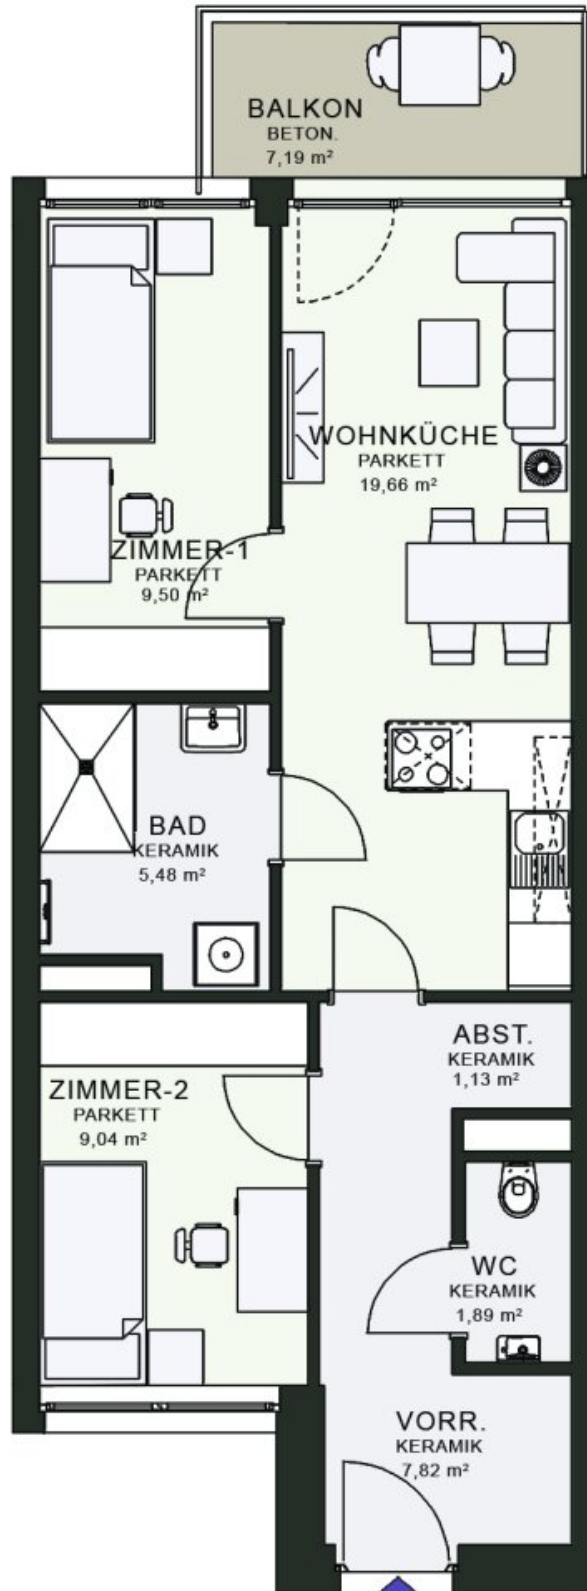 BALKON
BETON.
7,19 m²
WOHNKÜCHE
PARKETT
19,66 m²
ZIMMER-1
PARKETT
9,50 m²
BAD
KERAMIK
5,48 m²
ABST.
KERAMIK
1,13 m²
ZIMMER-2
PARKETT
9,04 m²
WC
KERAMIK
1,89 m²
VORR.
KERAMIK
7,82 m²